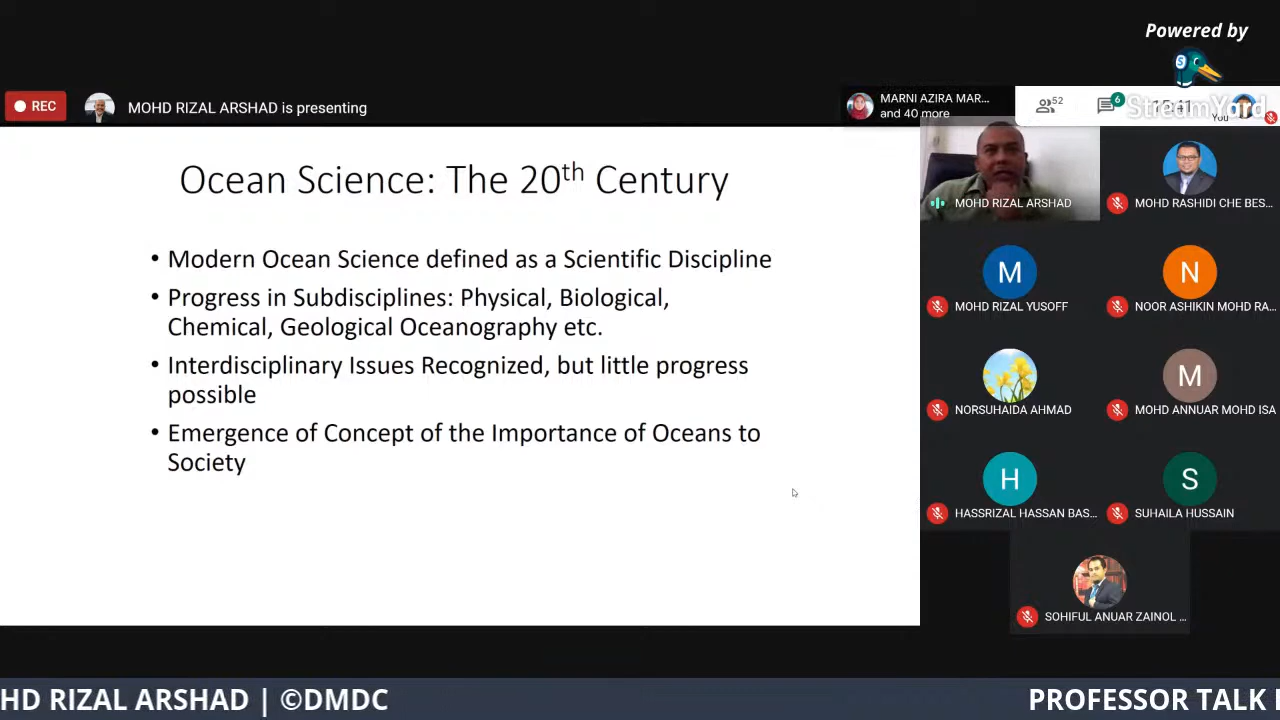 Powered by
S
StreamYard
REC
MOHD RIZAL ARSHAD is presenting
MARNI AZIRA MAR...
and 40 more
52
6
You
Ocean Science: The 20th Century
• Modern Ocean Science defined as a Scientific Discipline
• Progress in Subdisciplines: Physical, Biological,
Chemical, Geological Oceanography etc.
• Interdisciplinary Issues Recognized, but little progress
possible
• Emergence of Concept of the Importance of Oceans to
Society
MOHD RIZAL ARSHAD
MOHD RASHIDI CHE BES...
M
MOHD RIZAL YUSOFF
N
NOOR ASHIKIN MOHD RA...
NORSUHAIDA AHMAD
M
MOHD ANNUAR MOHD ISA
H
HASSRIZAL HASSAN BAS...
S
SUHAILA HUSSAIN
SOHIFUL ANUAR ZAINOL ...
HD RIZAL ARSHAD | ©DMDC
PROFESSOR TALK